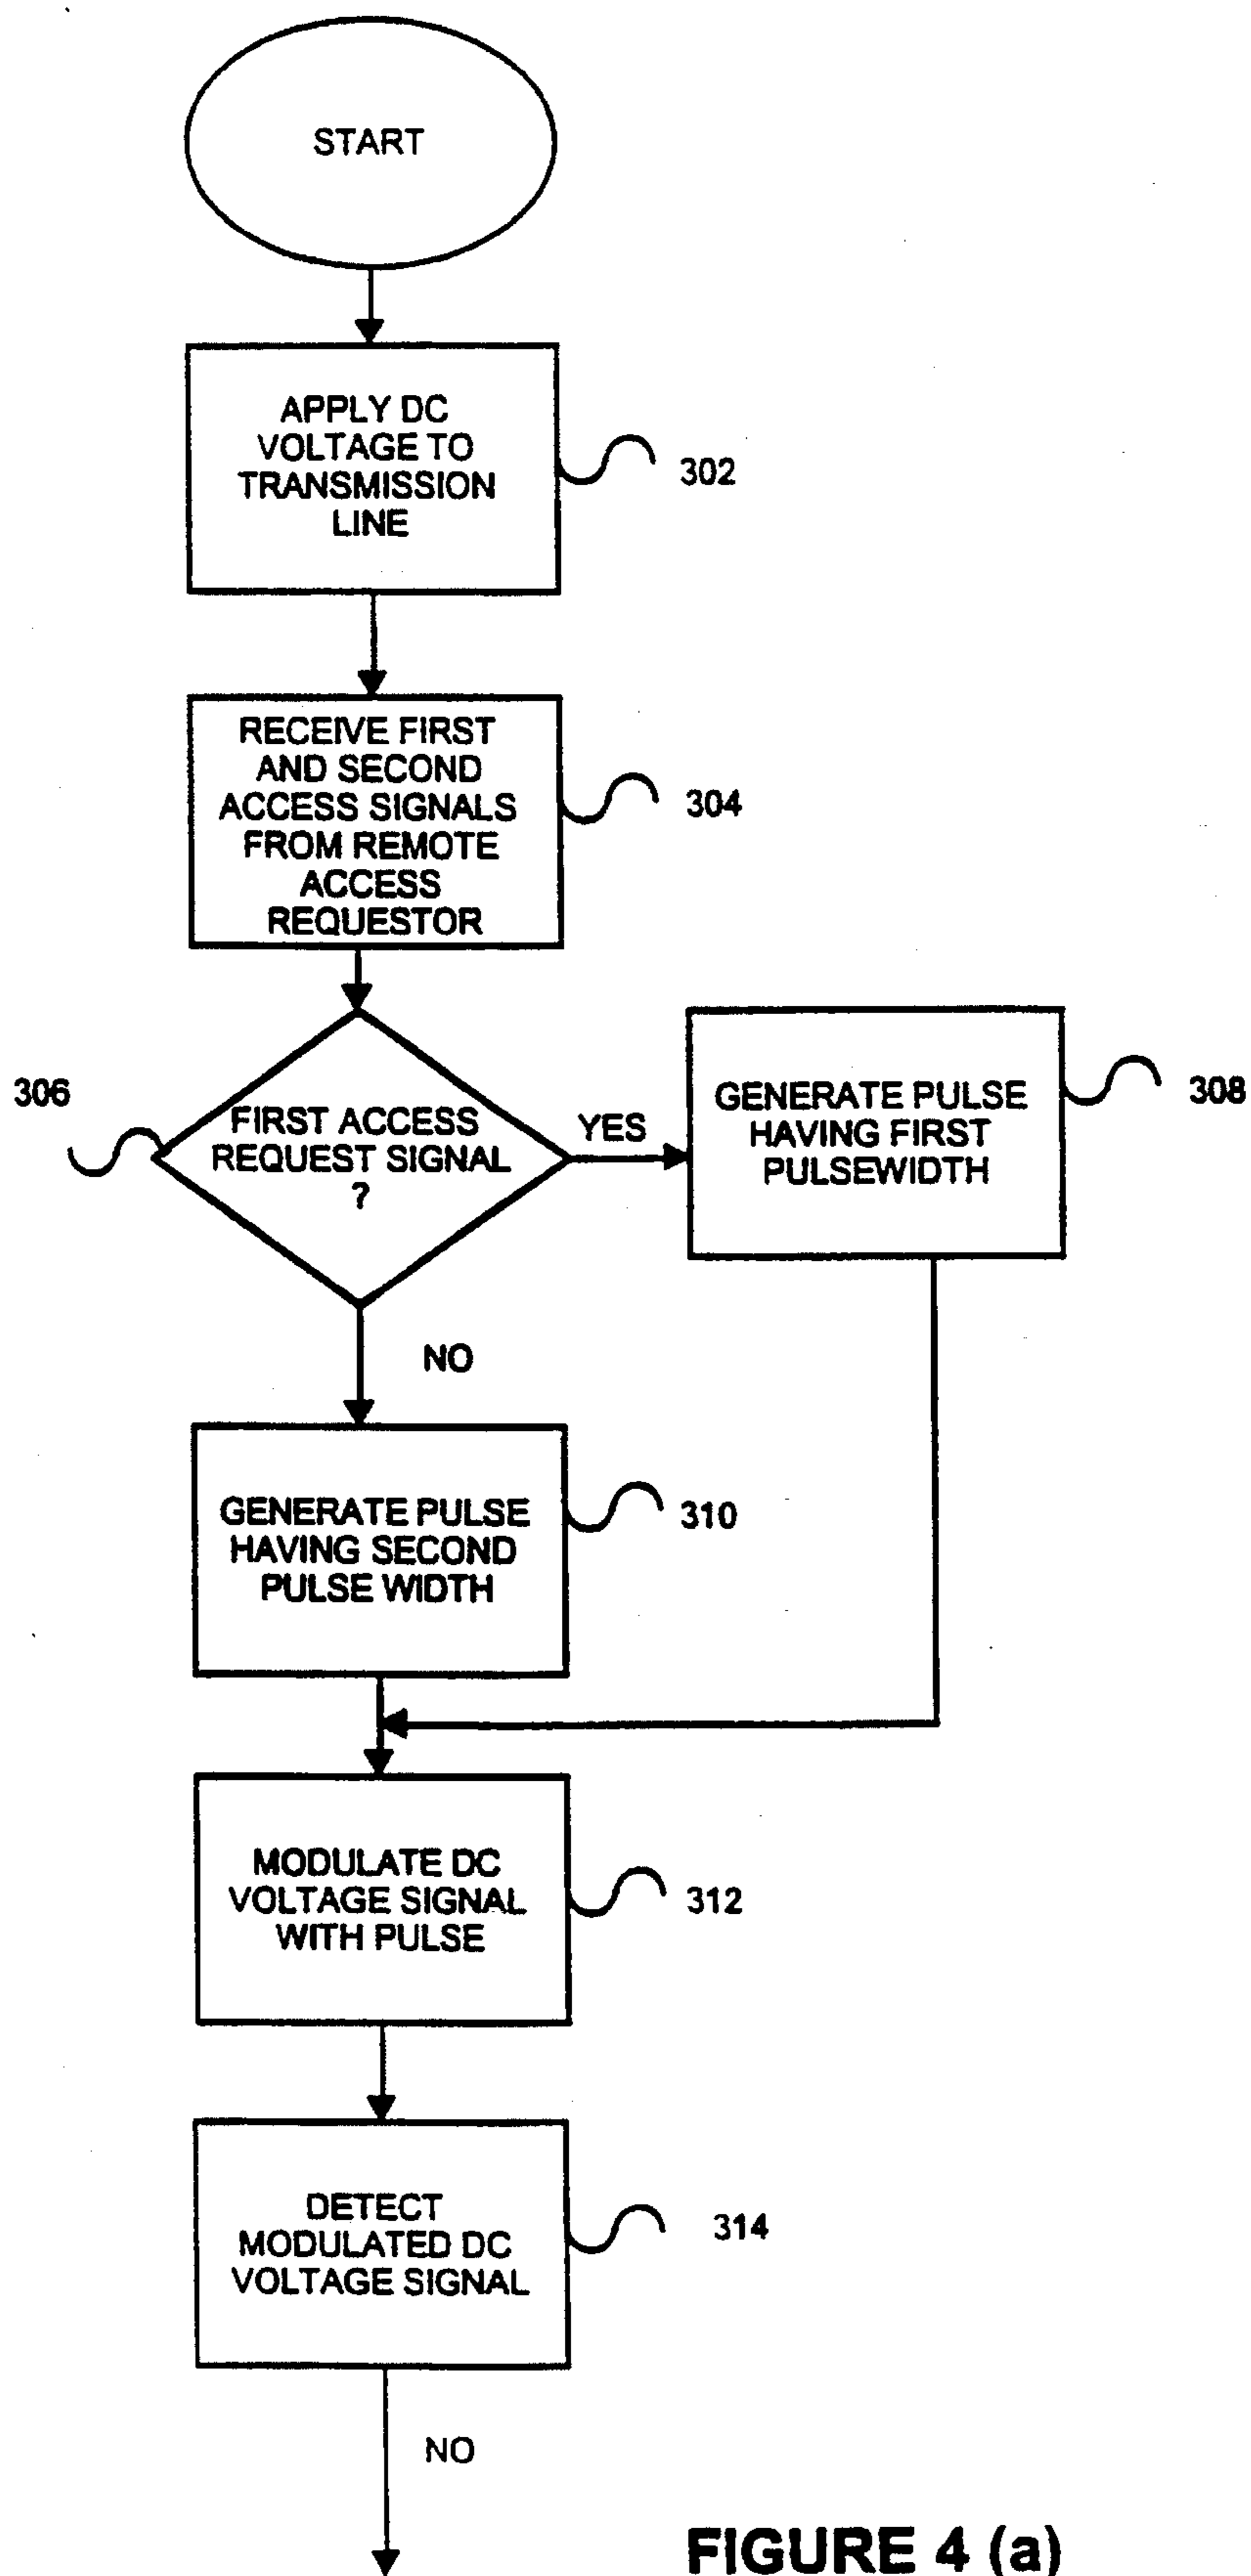 START
APPLY DC
VOLTAGE TO
TRANSMISSION
LINE
302
RECEIVE FIRST
AND SECOND
ACCESS SIGNALS
FROM REMOTE
ACCESS
REQUESTOR
304
306
FIRST ACCESS
REQUEST SIGNAL
?
YES
GENERATE PULSE
HAVING FIRST
PULSEWIDTH
308
NO
GENERATE PULSE
HAVING SECOND
PULSE WIDTH
310
MODULATE DC
VOLTAGE SIGNAL
WITH PULSE
312
DETECT
MODULATED DC
VOLTAGE SIGNAL
314
NO
FIGURE 4 (a)